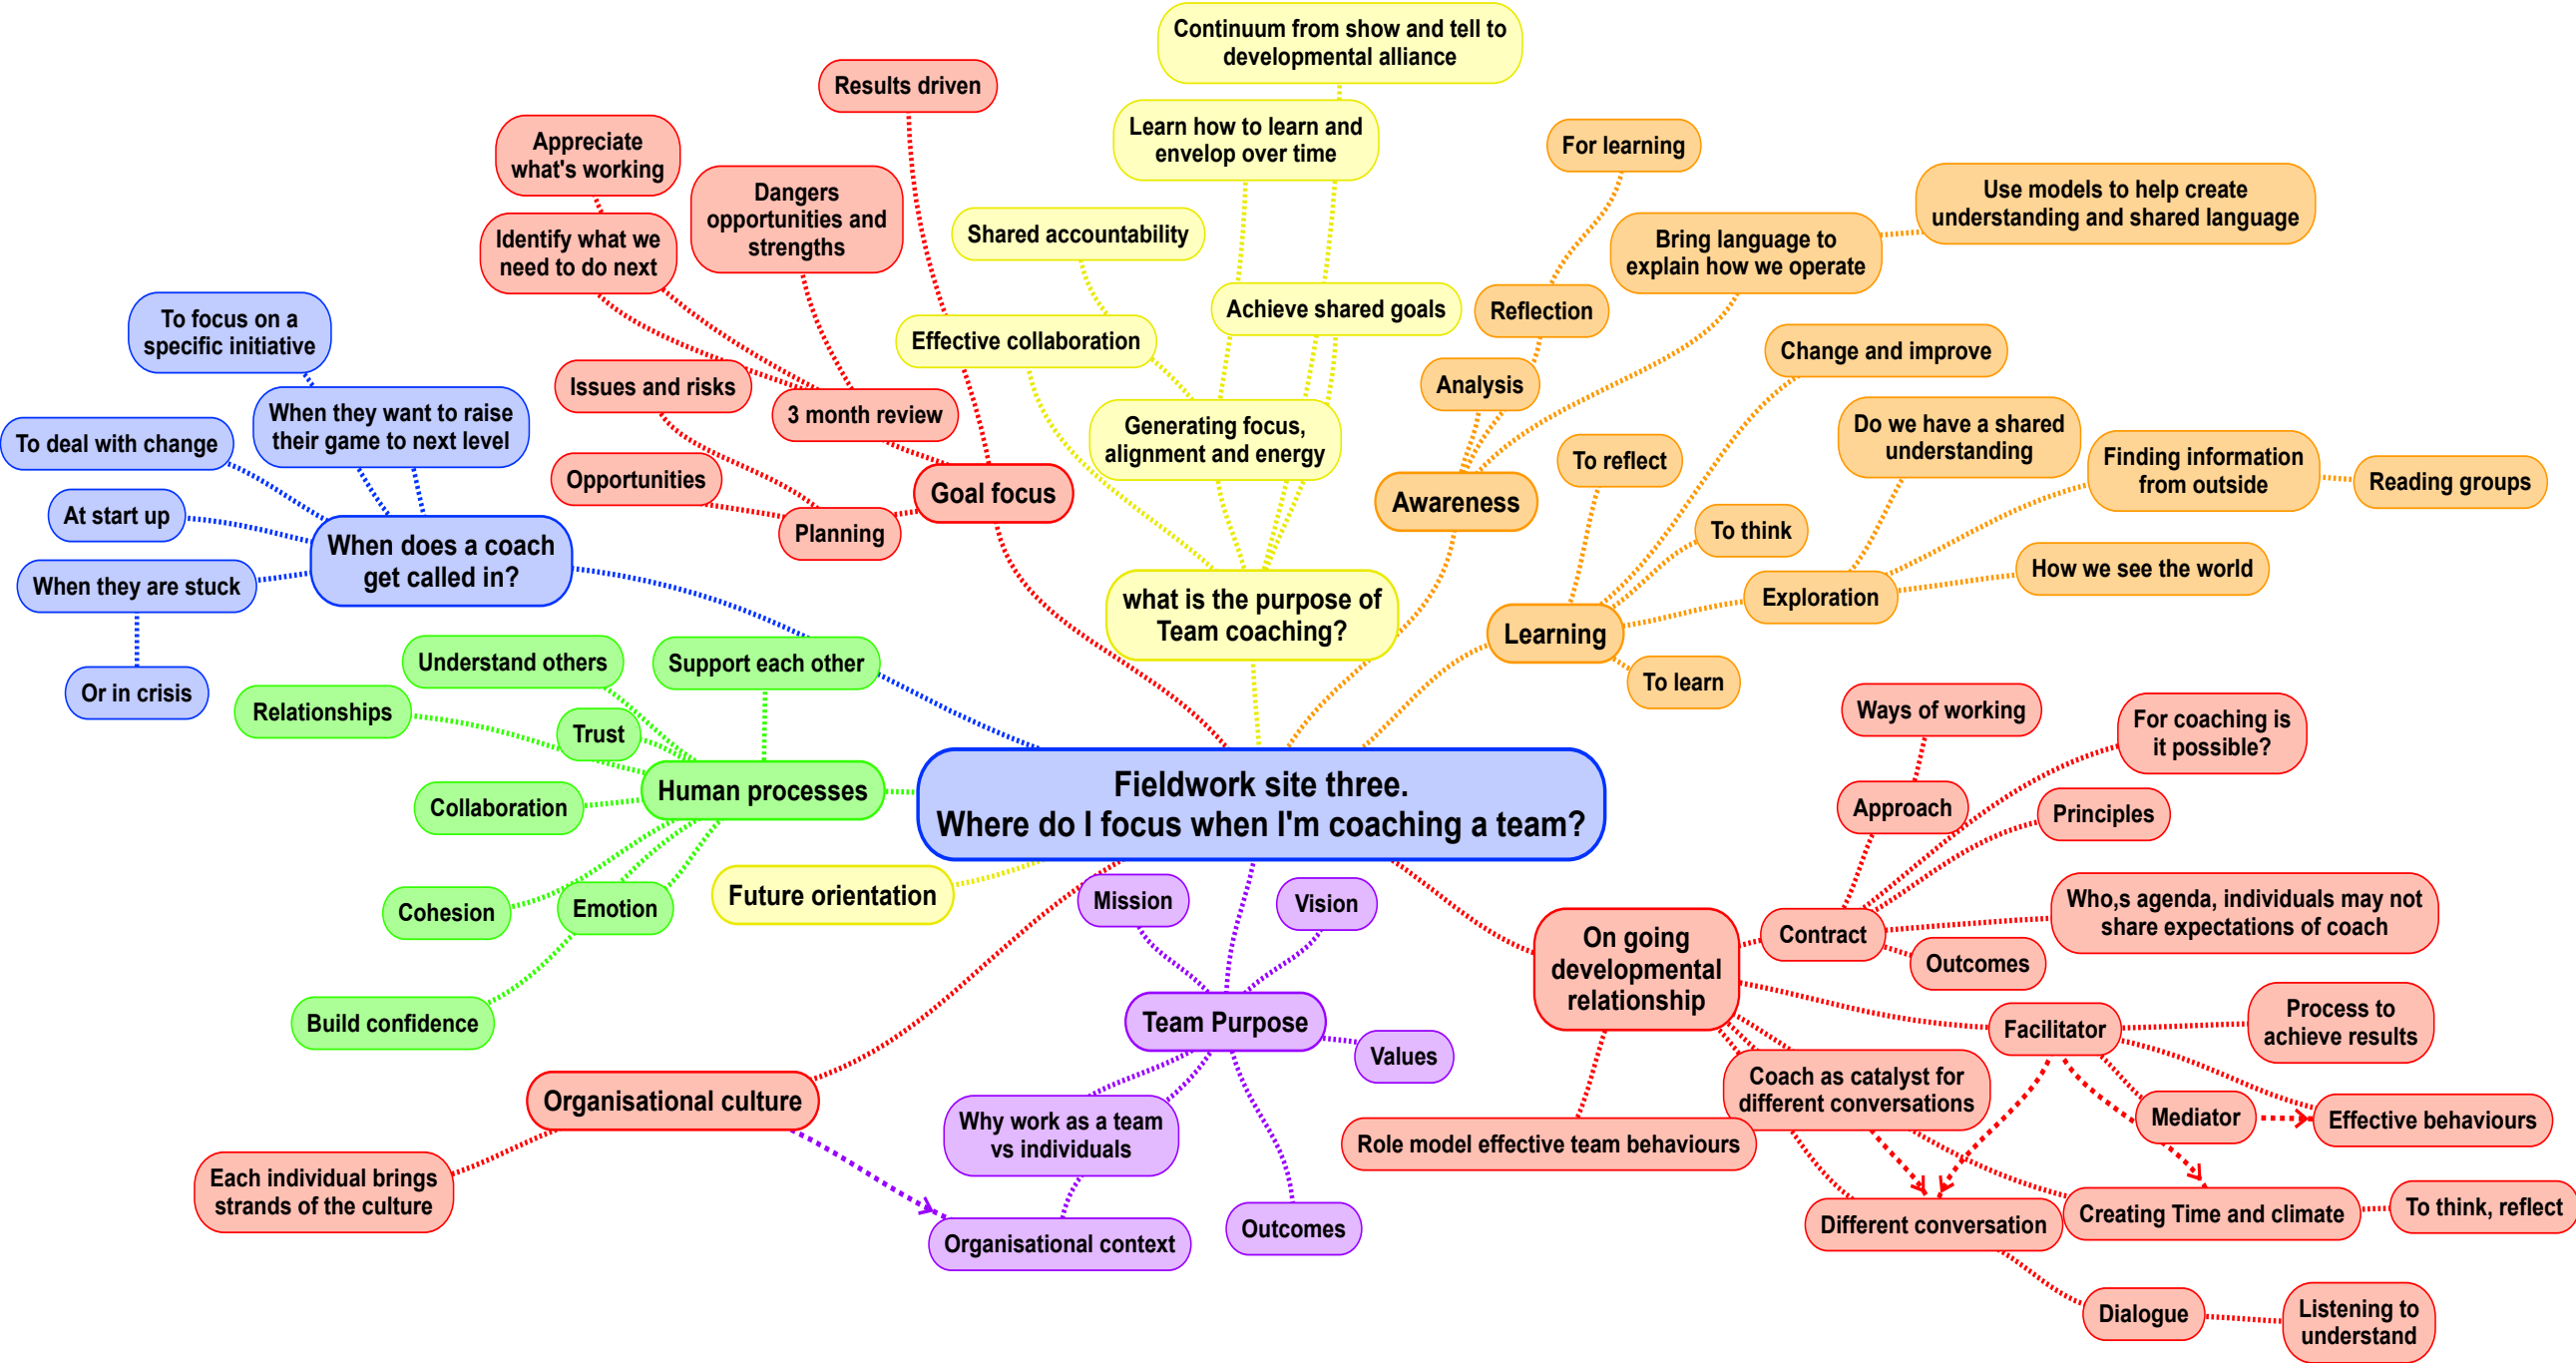 Continuum from show and tell to
developmental alliance
Results driven
Learn how to learn and
envelop over time
Appreciate
what's working
For learning
Dangers
opportunities and
strengths
Use models to help create
understanding and shared language
Identify what we
need to do next
Shared accountability
Bring language to
explain how we operate
To focus on a
specific initiative
Achieve shared goals
Reflection
Effective collaboration
Change and improve
Issues and risks
Analysis
3 month review
When they want to raise
their game to next level
To deal with change
Generating focus,
alignment and energy
Do we have a shared
understanding
To reflect
Finding information
from outside
Reading groups
Opportunities
Goal focus
Awareness
At start up
Planning
To think
When does a coach
get called in?
When they are stuck
what is the purpose of
Team coaching?
Exploration
How we see the world
Learning
Or in crisis
Understand others
Support each other
To learn
Relationships
Trust
Ways of working
For coaching is
it possible?
Human processes
Collaboration
Fieldwork site three.
Where do I focus when I'm coaching a team?
Approach
Principles
Future orientation
Cohesion
Emotion
Mission
Vision
On going
developmental
relationship
Contract
Who,s agenda, individuals may not
share expectations of coach
Outcomes
Build confidence
Team Purpose
Values
Facilitator
Process to
achieve results
Organisational culture
Why work as a team
vs individuals
Role model effective team behaviours
Coach as catalyst for
different conversations
Mediator
Effective behaviours
Each individual brings
strands of the culture
Organisational context
Outcomes
Different conversation
Creating Time and climate
To think, reflect
Dialogue
Listening to
understand